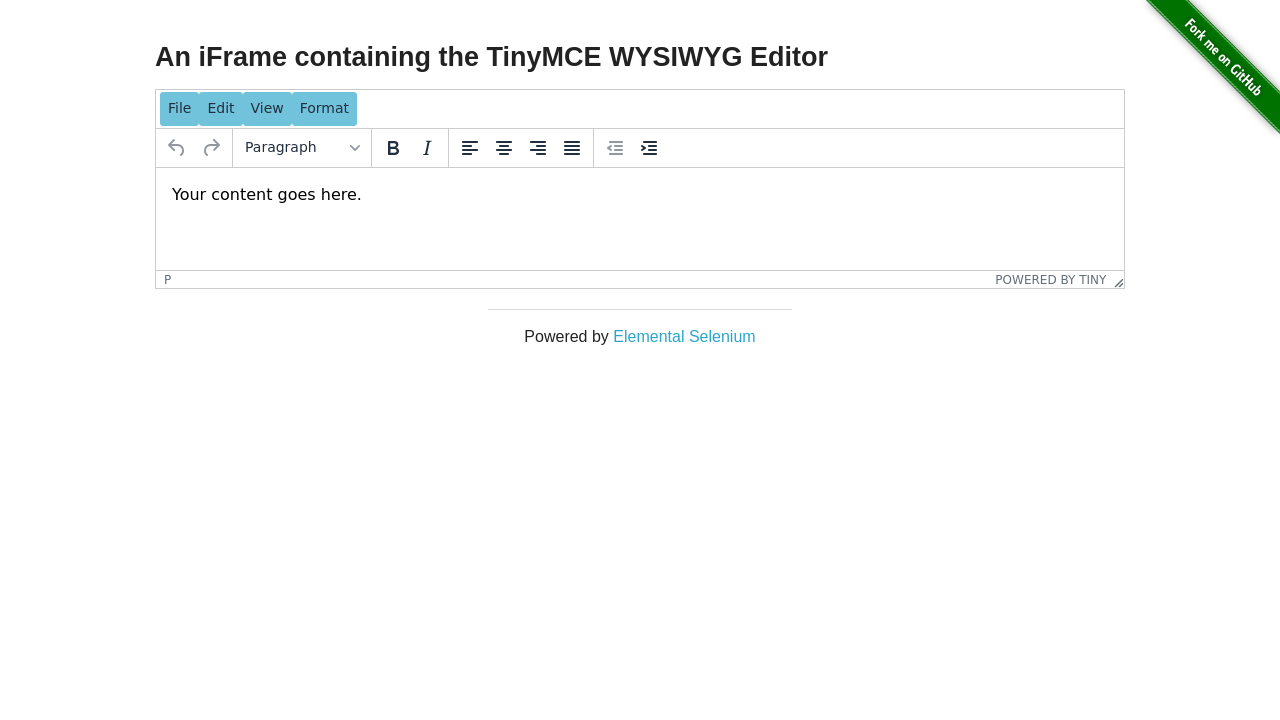 An iFrame containing the TinyMCE WYSIWYG Editor
Fork me on GitHub
File Edit View Format
Paragraph B I
Your content goes here.
P POWERED BY TINY
Powered by Elemental Selenium